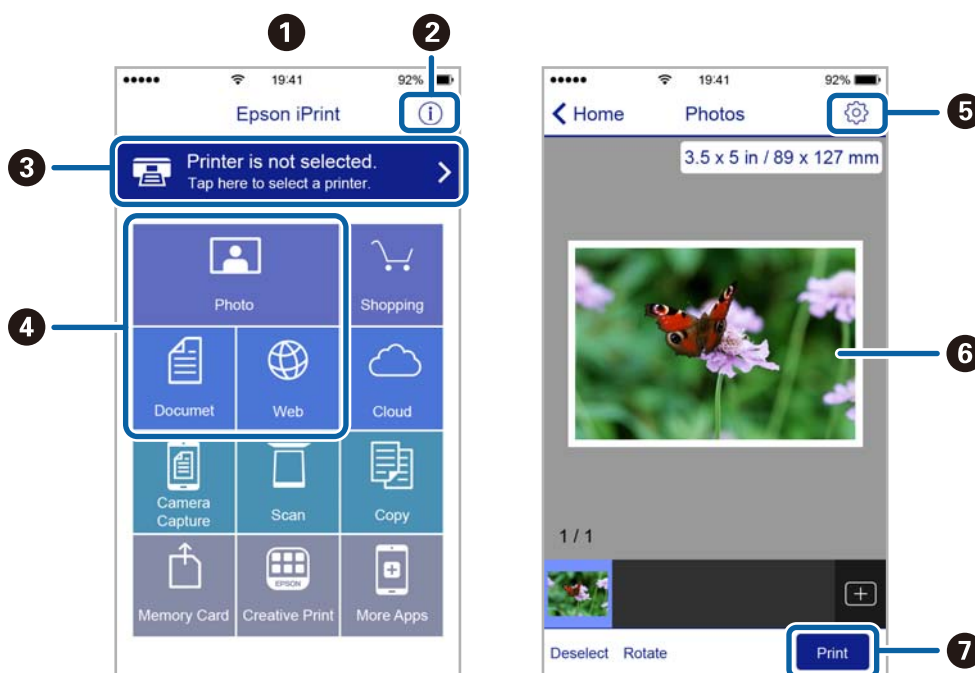 1 2
19:41 92%
Epson iPrint i
3
Printer is not selected.
Tap here to select a printer.
4
Photo Shopping
Documet Web Cloud
Camera Capture Scan Copy
EPSON
Memory Card Creative Print More Apps
19:41 92%
Home Photos
5
3.5 x 5 in / 89 x 127 mm
6
1 / 1
Deselect Rotate Print
7